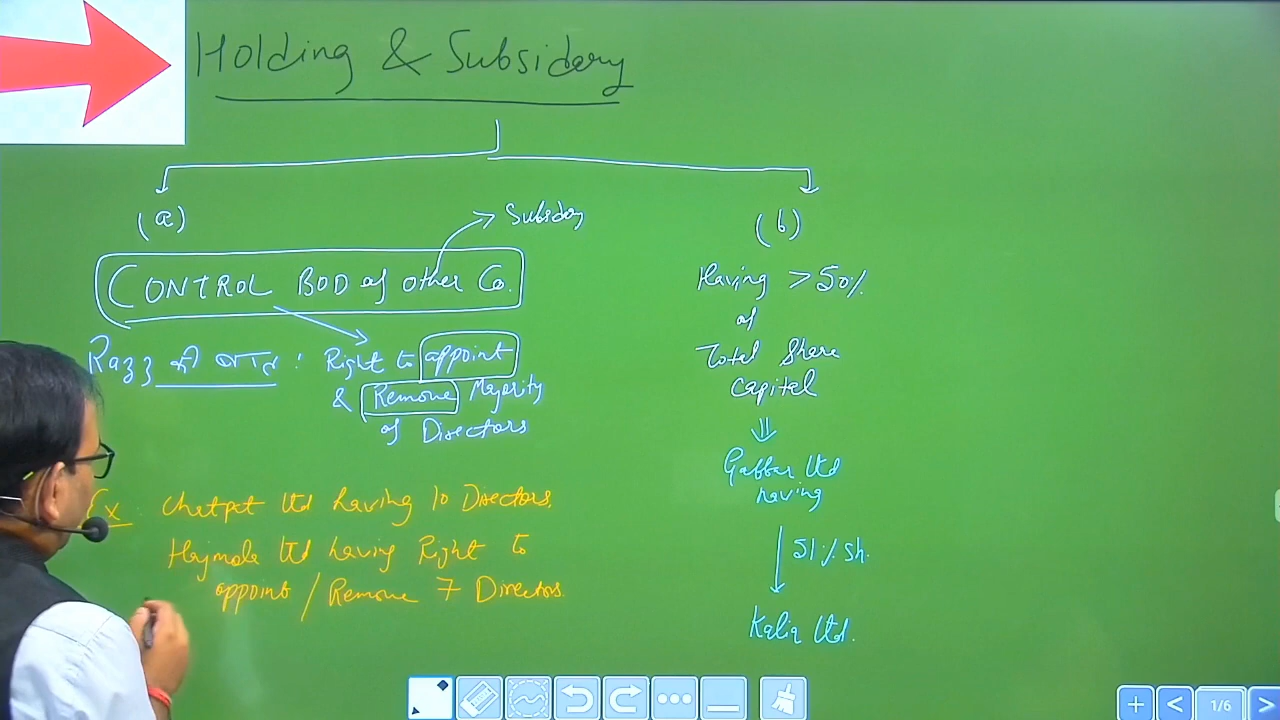 Holding & Subsidery
(a)
Subsidory
(b)
CONTROL BOD of other Co.
Having >50%
of
Total Share
Capital
Razz की बात : Right to appoint
& Remove Majority
of Directors
Gabbar Ltd
having
51% sh.
Kalia Ltd.
Ex Chatpat Ltd having 10 Directors.
Hajmola Ltd having Right to
appoint / Remove 7 Directors.
1/6